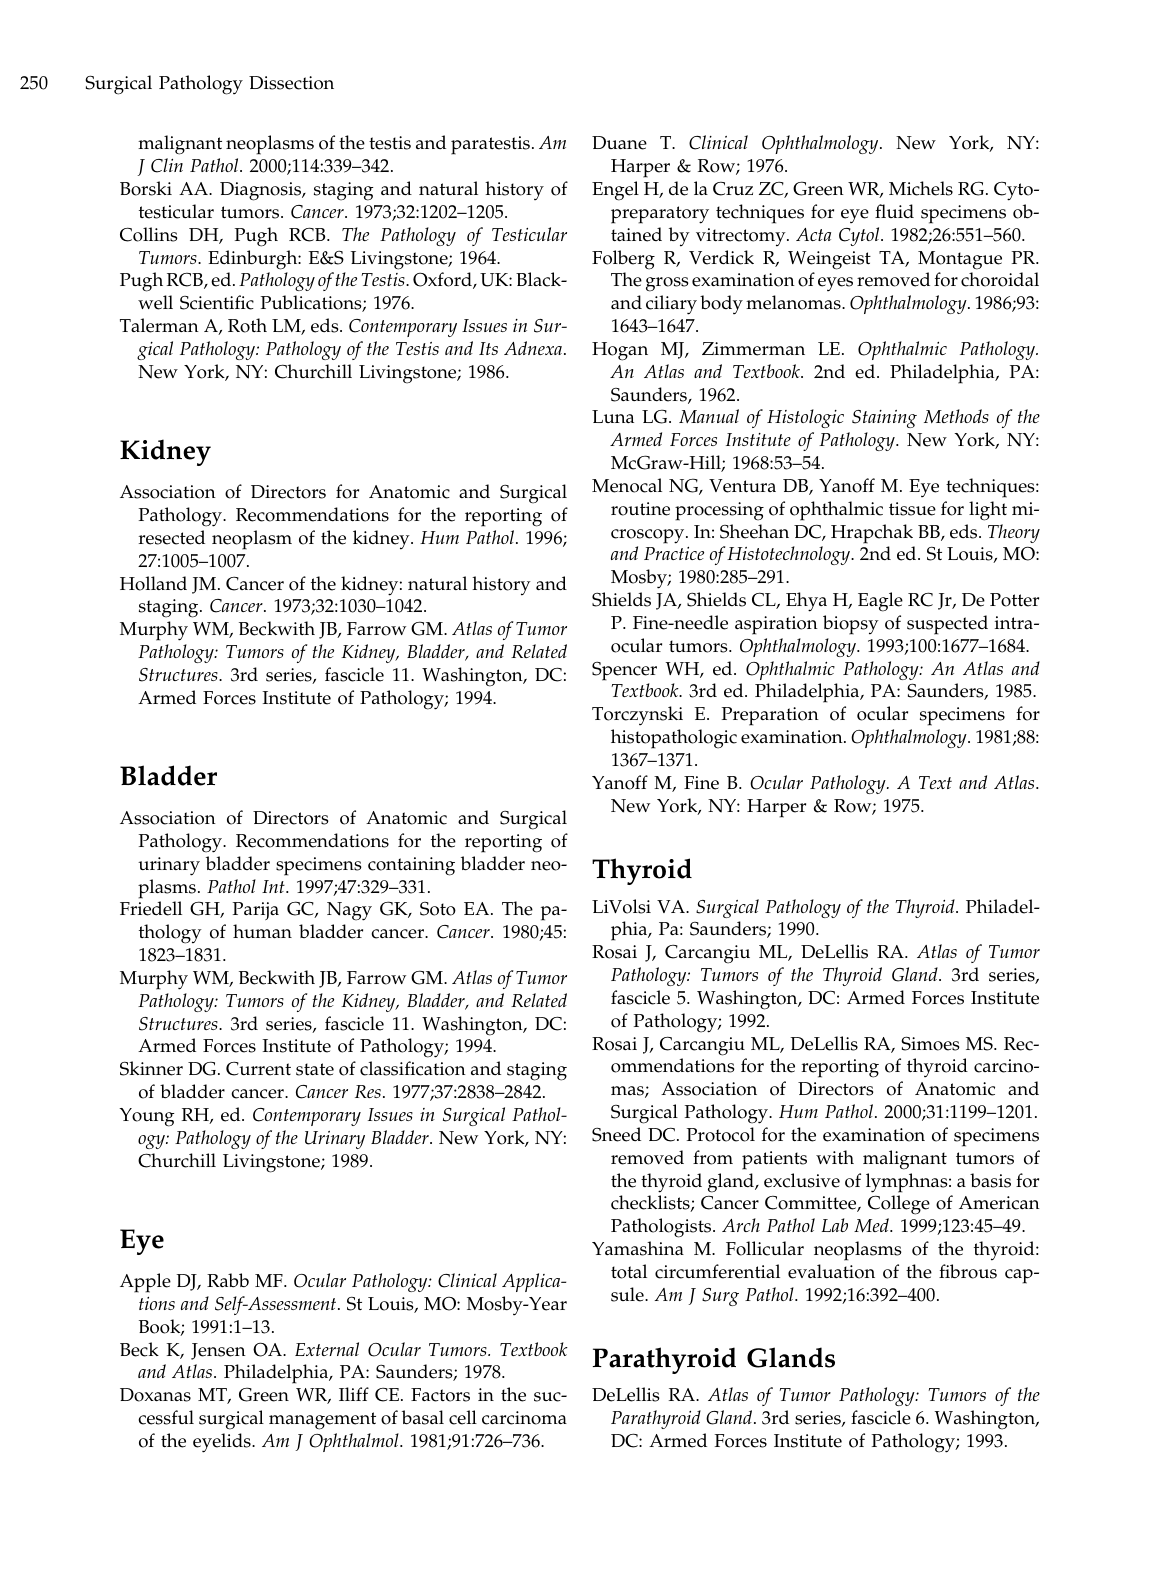 250 Surgical Pathology Dissection
malignant neoplasms of the testis and paratestis. Am
J Clin Pathol. 2000;114:339–342.
Borski AA. Diagnosis, staging and natural history of
testicular tumors. Cancer. 1973;32:1202–1205.
Collins DH, Pugh RCB. The Pathology of Testicular
Tumors. Edinburgh: E&S Livingstone; 1964.
Pugh RCB, ed. Pathology of the Testis. Oxford, UK: Black-
well Scientific Publications; 1976.
Talerman A, Roth LM, eds. Contemporary Issues in Sur-
gical Pathology: Pathology of the Testis and Its Adnexa.
New York, NY: Churchill Livingstone; 1986.
Kidney
Association of Directors for Anatomic and Surgical
Pathology. Recommendations for the reporting of
resected neoplasm of the kidney. Hum Pathol. 1996;
27:1005–1007.
Holland JM. Cancer of the kidney: natural history and
staging. Cancer. 1973;32:1030–1042.
Murphy WM, Beckwith JB, Farrow GM. Atlas of Tumor
Pathology: Tumors of the Kidney, Bladder, and Related
Structures. 3rd series, fascicle 11. Washington, DC:
Armed Forces Institute of Pathology; 1994.
Bladder
Association of Directors of Anatomic and Surgical
Pathology. Recommendations for the reporting of
urinary bladder specimens containing bladder neo-
plasms. Pathol Int. 1997;47:329–331.
Friedell GH, Parija GC, Nagy GK, Soto EA. The pa-
thology of human bladder cancer. Cancer. 1980;45:
1823–1831.
Murphy WM, Beckwith JB, Farrow GM. Atlas of Tumor
Pathology: Tumors of the Kidney, Bladder, and Related
Structures. 3rd series, fascicle 11. Washington, DC:
Armed Forces Institute of Pathology; 1994.
Skinner DG. Current state of classification and staging
of bladder cancer. Cancer Res. 1977;37:2838–2842.
Young RH, ed. Contemporary Issues in Surgical Pathol-
ogy: Pathology of the Urinary Bladder. New York, NY:
Churchill Livingstone; 1989.
Eye
Apple DJ, Rabb MF. Ocular Pathology: Clinical Applica-
tions and Self-Assessment. St Louis, MO: Mosby-Year
Book; 1991:1–13.
Beck K, Jensen OA. External Ocular Tumors. Textbook
and Atlas. Philadelphia, PA: Saunders; 1978.
Doxanas MT, Green WR, Iliff CE. Factors in the suc-
cessful surgical management of basal cell carcinoma
of the eyelids. Am J Ophthalmol. 1981;91:726–736.
Duane T. Clinical Ophthalmology. New York, NY:
Harper & Row; 1976.
Engel H, de la Cruz ZC, Green WR, Michels RG. Cyto-
preparatory techniques for eye fluid specimens ob-
tained by vitrectomy. Acta Cytol. 1982;26:551–560.
Folberg R, Verdick R, Weingeist TA, Montague PR.
The gross examination of eyes removed for choroidal
and ciliary body melanomas. Ophthalmology. 1986;93:
1643–1647.
Hogan MJ, Zimmerman LE. Ophthalmic Pathology.
An Atlas and Textbook. 2nd ed. Philadelphia, PA:
Saunders, 1962.
Luna LG. Manual of Histologic Staining Methods of the
Armed Forces Institute of Pathology. New York, NY:
McGraw-Hill; 1968:53–54.
Menocal NG, Ventura DB, Yanoff M. Eye techniques:
routine processing of ophthalmic tissue for light mi-
croscopy. In: Sheehan DC, Hrapchak BB, eds. Theory
and Practice of Histotechnology. 2nd ed. St Louis, MO:
Mosby; 1980:285–291.
Shields JA, Shields CL, Ehya H, Eagle RC Jr, De Potter
P. Fine-needle aspiration biopsy of suspected intra-
ocular tumors. Ophthalmology. 1993;100:1677–1684.
Spencer WH, ed. Ophthalmic Pathology: An Atlas and
Textbook. 3rd ed. Philadelphia, PA: Saunders, 1985.
Torczynski E. Preparation of ocular specimens for
histopathologic examination. Ophthalmology. 1981;88:
1367–1371.
Yanoff M, Fine B. Ocular Pathology. A Text and Atlas.
New York, NY: Harper & Row; 1975.
Thyroid
LiVolsi VA. Surgical Pathology of the Thyroid. Philadel-
phia, Pa: Saunders; 1990.
Rosai J, Carcangiu ML, DeLellis RA. Atlas of Tumor
Pathology: Tumors of the Thyroid Gland. 3rd series,
fascicle 5. Washington, DC: Armed Forces Institute
of Pathology; 1992.
Rosai J, Carcangiu ML, DeLellis RA, Simoes MS. Rec-
ommendations for the reporting of thyroid carcino-
mas; Association of Directors of Anatomic and
Surgical Pathology. Hum Pathol. 2000;31:1199–1201.
Sneed DC. Protocol for the examination of specimens
removed from patients with malignant tumors of
the thyroid gland, exclusive of lymphnas: a basis for
checklists; Cancer Committee, College of American
Pathologists. Arch Pathol Lab Med. 1999;123:45–49.
Yamashina M. Follicular neoplasms of the thyroid:
total circumferential evaluation of the fibrous cap-
sule. Am J Surg Pathol. 1992;16:392–400.
Parathyroid Glands
DeLellis RA. Atlas of Tumor Pathology: Tumors of the
Parathyroid Gland. 3rd series, fascicle 6. Washington,
DC: Armed Forces Institute of Pathology; 1993.